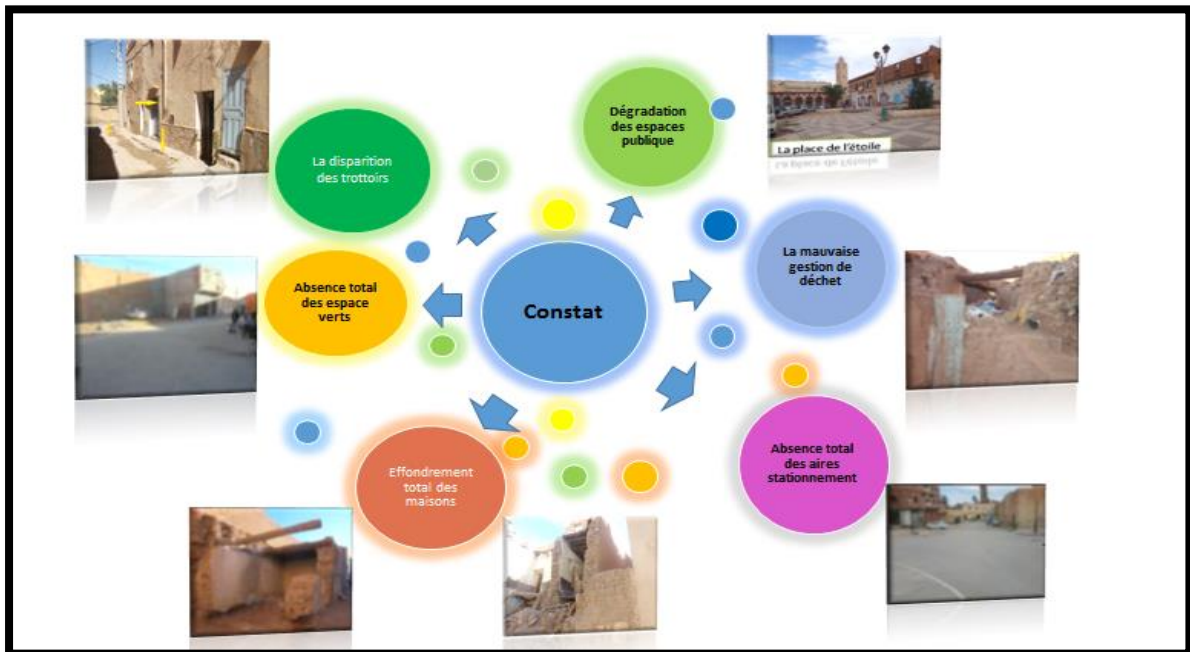 La disparition
des trottoirs
Dégradation
des espaces
publique
La place de l'étoile
Absence total
des espace
verts
Constat
La mauvaise
gestion de
déchet
Effondrement
total des
maisons
Absence total
des aires
stationnement